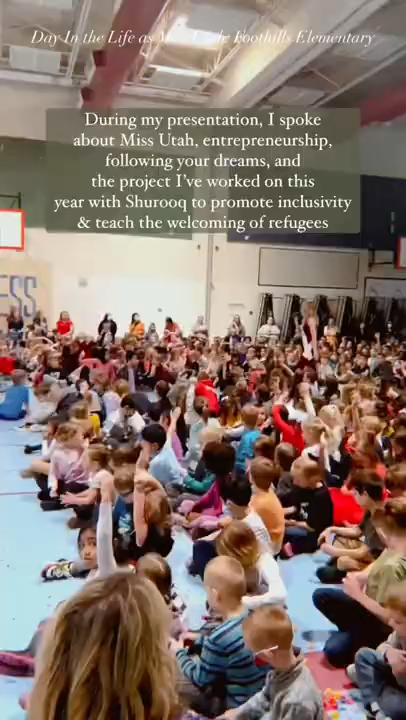 Day In the Life as Foothills Elementary
During my presentation, I spoke
about Miss Utah, entrepreneurship,
following your dreams, and
the project I've worked on this
year with Shurooq to promote inclusivity
& teach the welcoming of refugees
ESS